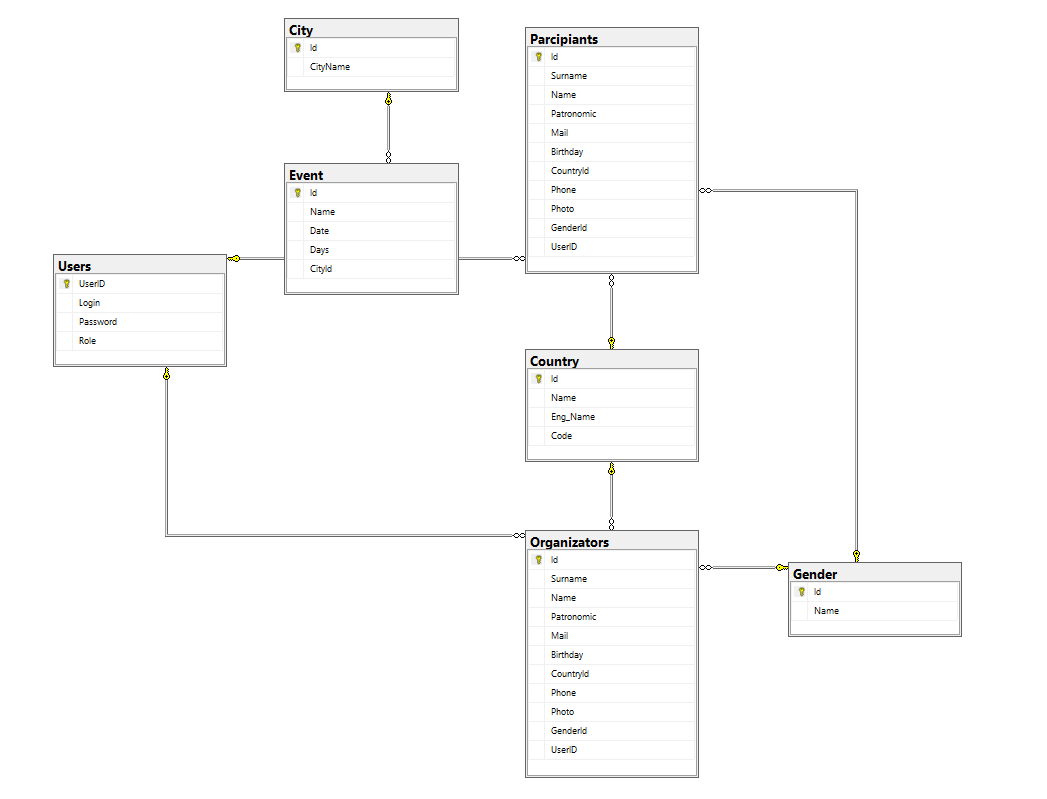 City
Id
CityName
Parcipiants
Id
Surname
Name
Patronomic
Mail
Birthday
CountryId
Phone
Photo
GenderId
UserID
Event
Id
Name
Date
Days
CityId
Users
UserID
Login
Password
Role
Country
Id
Name
Eng_Name
Code
Organizators
Id
Surname
Name
Patronomic
Mail
Birthday
CountryId
Phone
Photo
GenderId
UserID
Gender
Id
Name